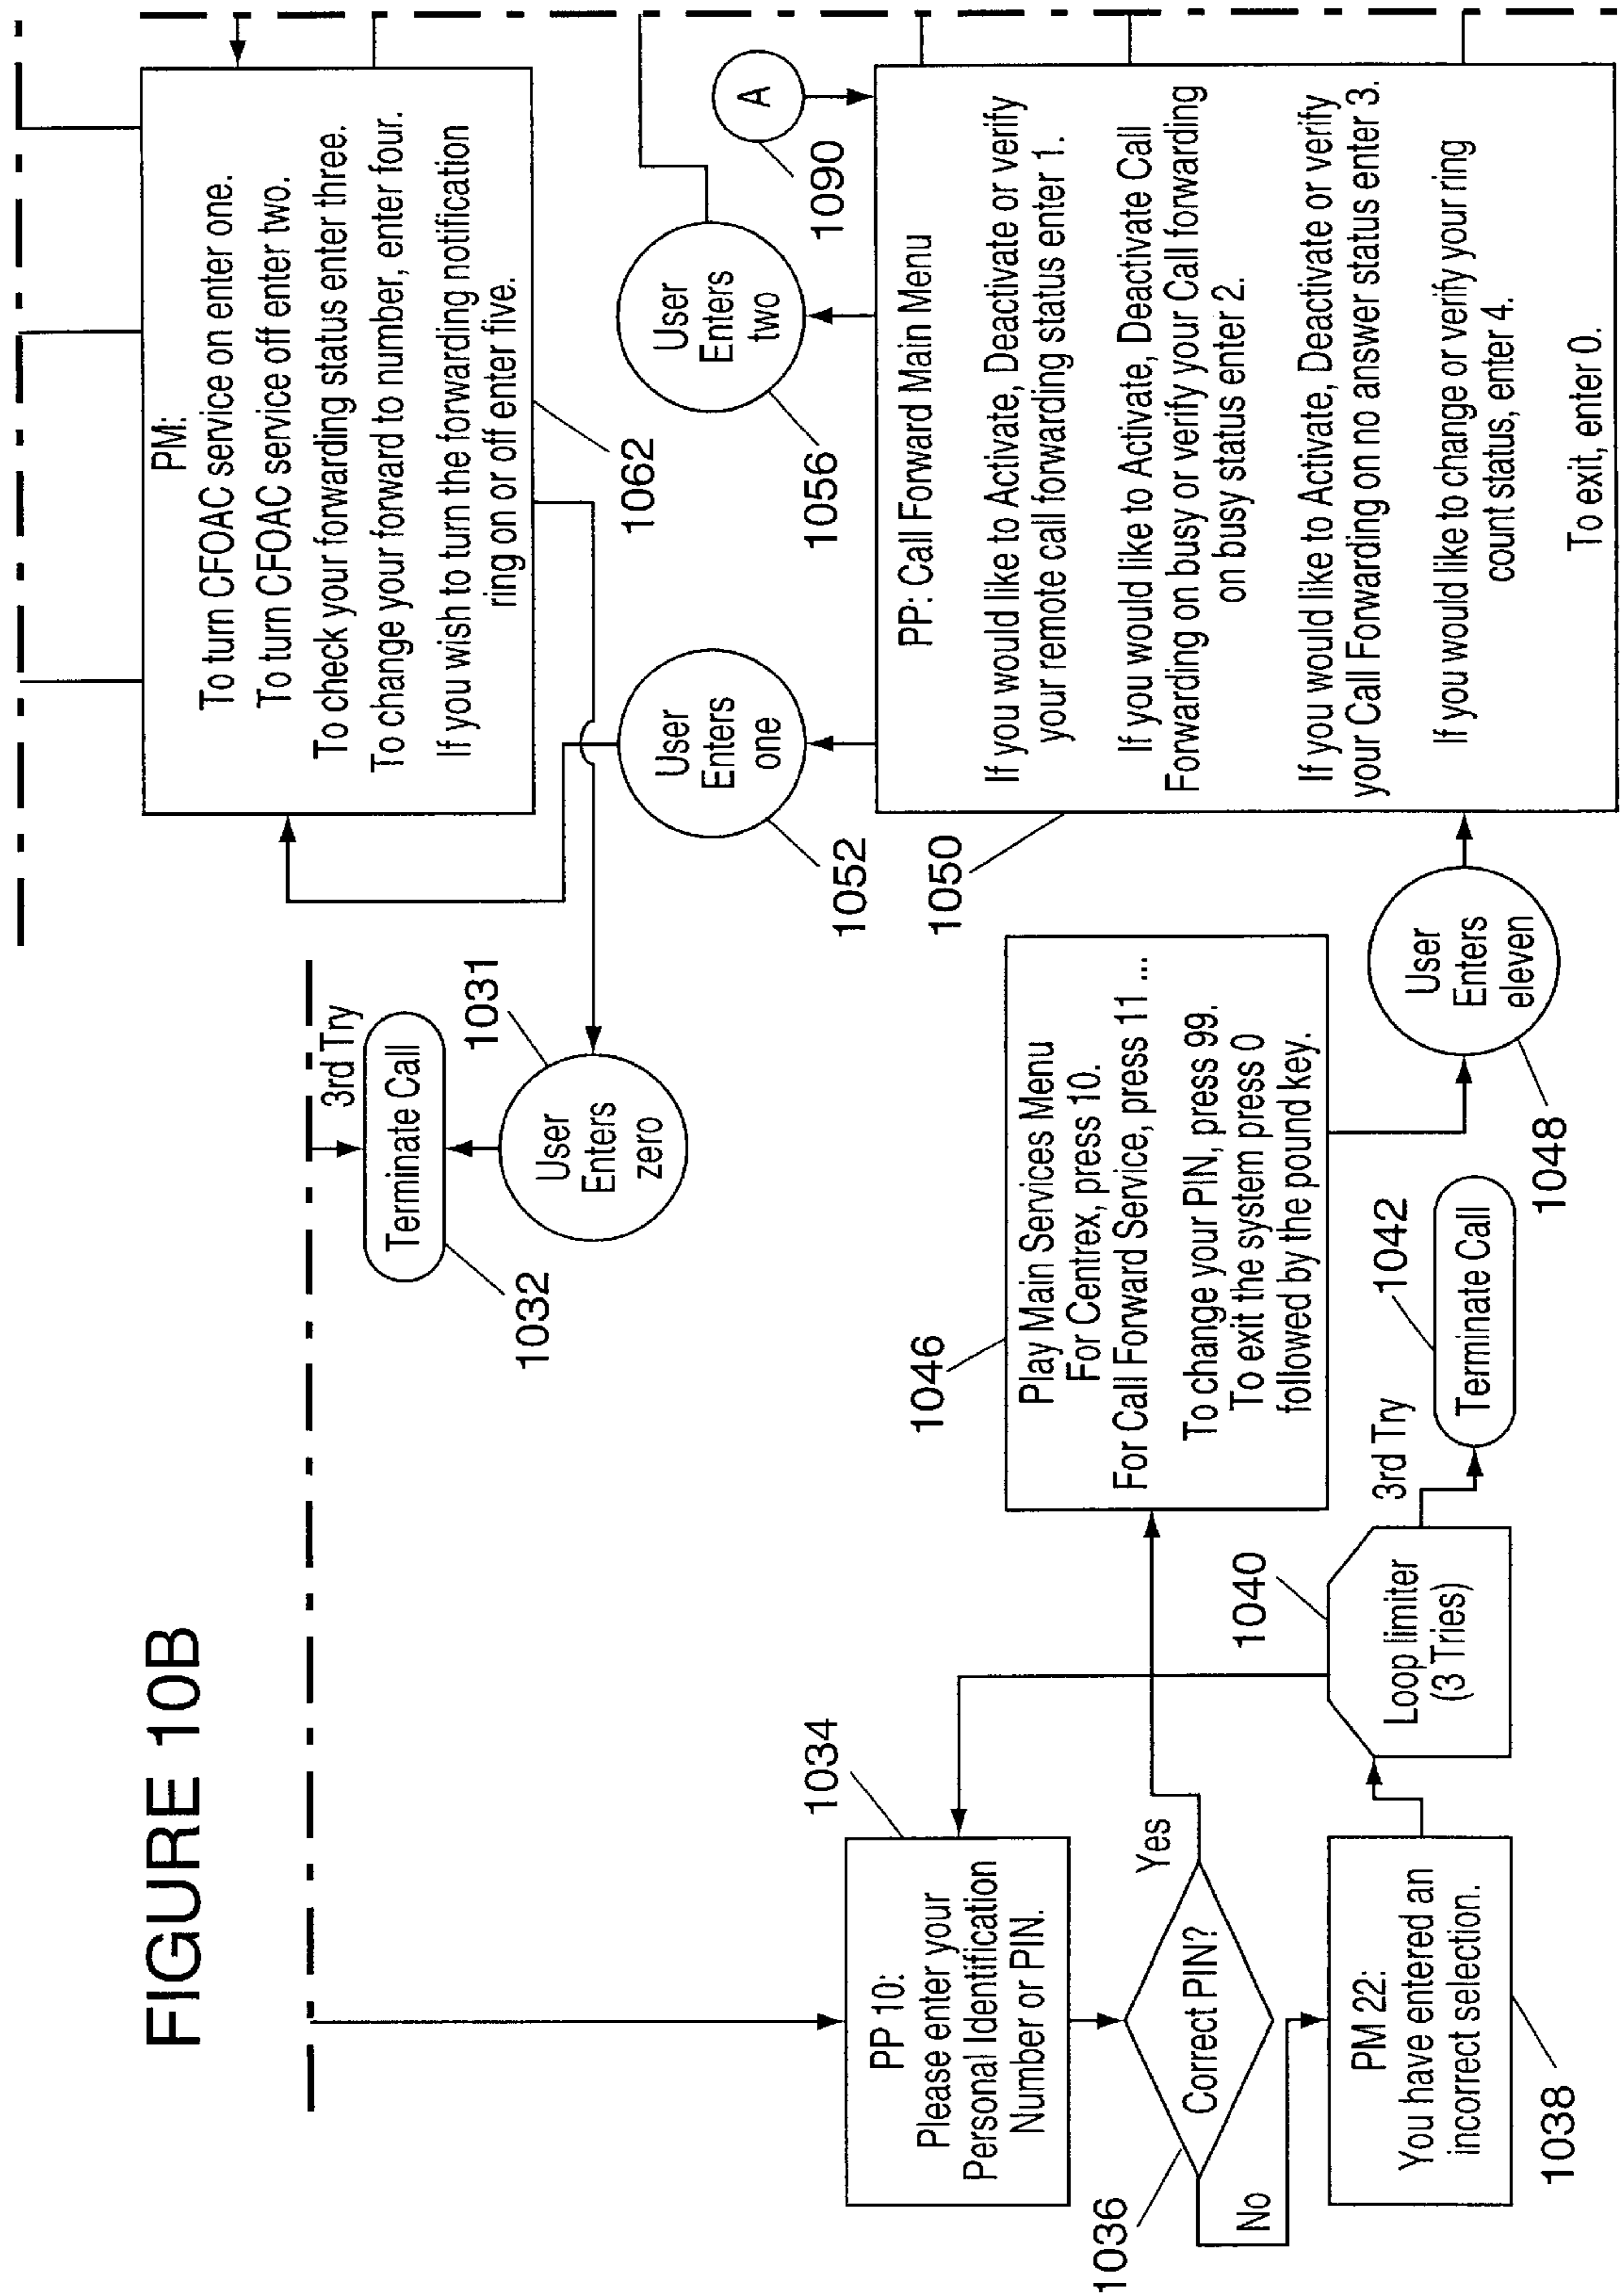 FIGURE 10B
PP 10:
Please enter your
Personal Identification
Number or PIN.
1034
Correct PIN?
1036
Yes
No
PM 22:
You have entered an
incorrect selection.
1038
Loop limiter
(3 Tries)
1040
3rd Try
Terminate Call
1042
1046
Play Main Services Menu
For Centrex, press 10.
For Call Forward Service, press 11 ...
To change your PIN, press 99.
To exit the system press 0
followed by the pound key.
User
Enters
eleven
1048
3rd Try
Terminate Call
1032
User
Enters
zero
1031
PM:
To turn CFOAC service on enter one.
To turn CFOAC service off enter two.
To check your forwarding status enter three.
To change your forward to number, enter four.
If you wish to turn the forwarding notification
ring on or off enter five.
1062
User
Enters
one
1052
User
Enters
two
1056
A
1090
PP: Call Forward Main Menu
If you would like to Activate, Deactivate or verify
your remote call forwarding status enter 1.
If you would like to Activate, Deactivate Call
Forwarding on busy or verify your Call forwarding
on busy status enter 2.
If you would like to Activate, Deactivate or verify
your Call Forwarding on no answer status enter 3.
If you would like to change or verify your ring
count status, enter 4.
To exit, enter 0.
1050